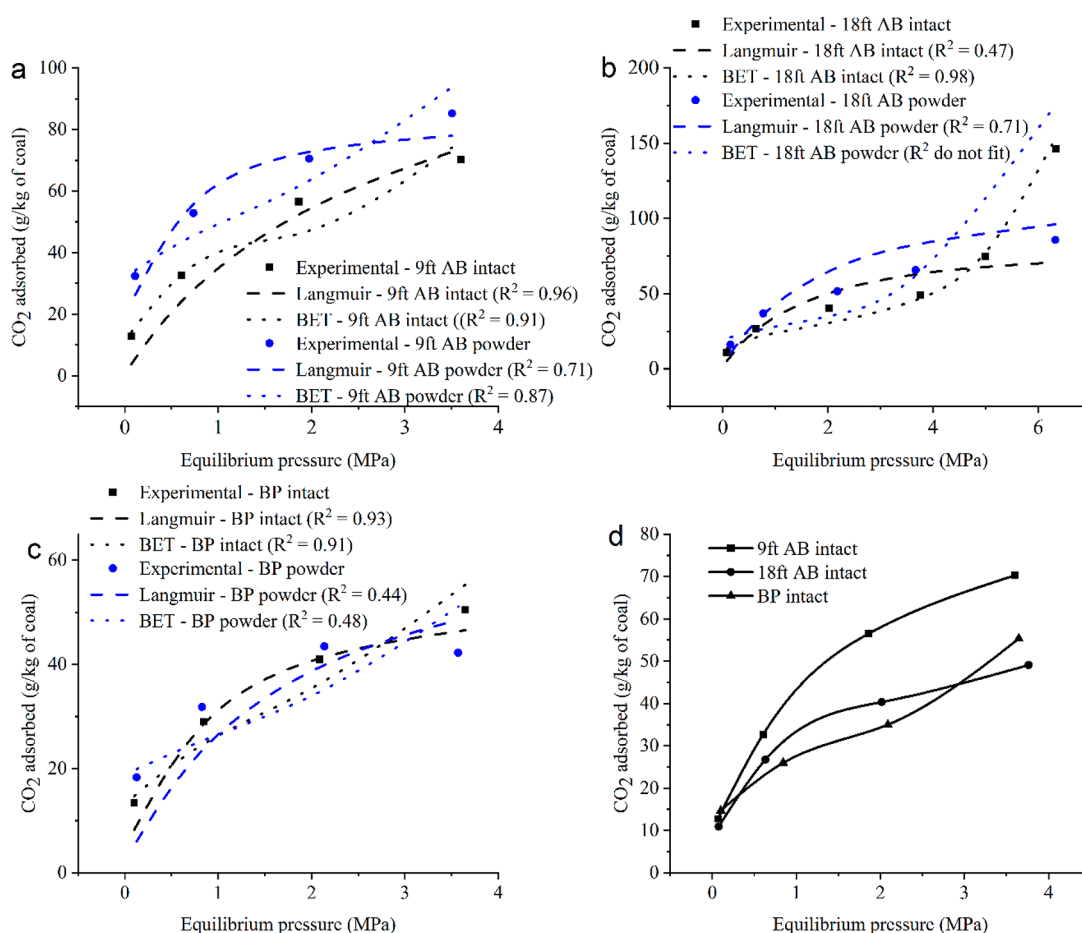 a
100
80
60
40
20
0
CO2 adsorbed (g/kg of coal)
Experimental - 9ft AB intact
Langmuir - 9ft AB intact (R2 = 0.96)
BET - 9ft AB intact ((R2 = 0.91)
Experimental - 9ft AB powder
Langmuir - 9ft AB powder (R2 = 0.71)
BET - 9ft AB powder (R2 = 0.87)
0 1 2 3 4
Equilibrium pressure (MPa)
b
Experimental - 18ft AB intact
Langmuir - 18ft AB intact (R2 = 0.47)
BET - 18ft AB intact (R2 = 0.98)
Experimental - 18ft AB powder
Langmuir - 18ft AB powder (R2 = 0.71)
BET - 18ft AB powder (R2 do not fit)
200
175
150
100
50
0
CO2 adsorbed (g/kg of coal)
0 2 4 6
Equilibrium pressure (MPa)
Experimental - BP intact
Langmuir - BP intact (R2 = 0.93)
BET - BP intact (R2 = 0.91)
Experimental - BP powder
Langmuir - BP powder (R2 = 0.44)
BET - BP powder (R2 = 0.48)
c
60
40
20
0
CO2 adsorbed (g/kg of coal)
0 1 2 3 4
Equilibrium pressure (MPa)
d
9ft AB intact
18ft AB intact
BP intact
80
70
60
50
40
30
20
10
0
CO2 adsorbed (g/kg of coal)
0 1 2 3 4
Equilibrium pressure (MPa)